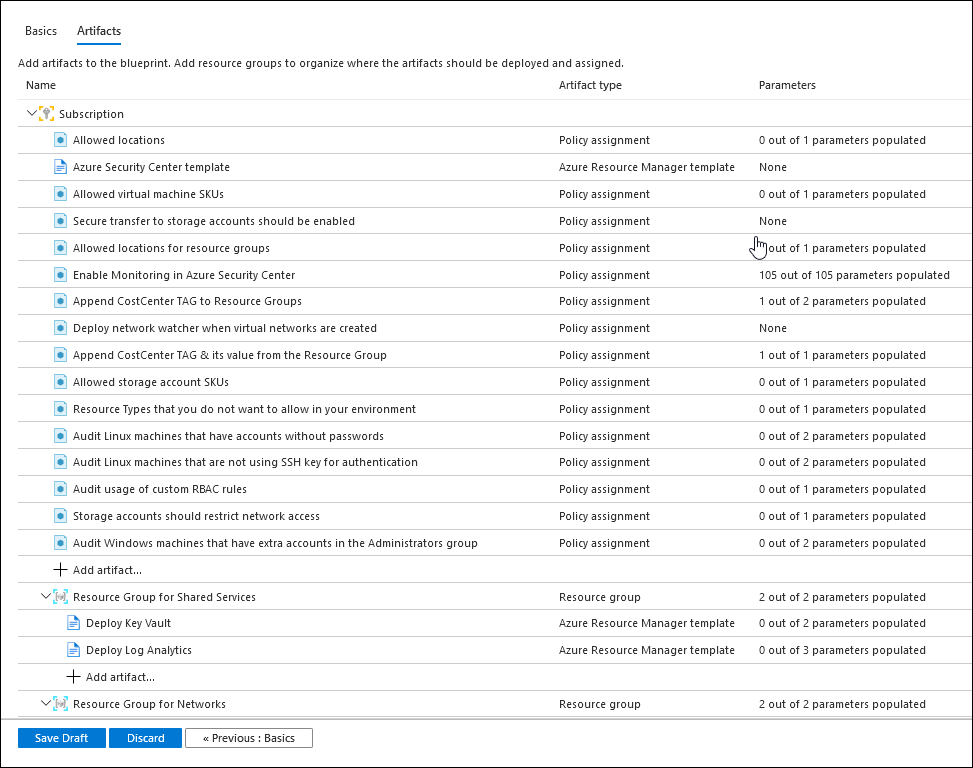 Basics Artifacts
Add artifacts to the blueprint. Add resource groups to organize where the artifacts should be deployed and assigned.
Name Artifact type Parameters
Subscription
Allowed locations Policy assignment 0 out of 1 parameters populated
Azure Security Center template Azure Resource Manager template None
Allowed virtual machine SKUs Policy assignment 0 out of 1 parameters populated
Secure transfer to storage accounts should be enabled Policy assignment None
Allowed locations for resource groups Policy assignment out of 1 parameters populated
Enable Monitoring in Azure Security Center Policy assignment 105 out of 105 parameters populated
Append CostCenter TAG to Resource Groups Policy assignment 1 out of 2 parameters populated
Deploy network watcher when virtual networks are created Policy assignment None
Append CostCenter TAG & its value from the Resource Group Policy assignment 1 out of 1 parameters populated
Allowed storage account SKUs Policy assignment 0 out of 1 parameters populated
Resource Types that you do not want to allow in your environment Policy assignment 0 out of 1 parameters populated
Audit Linux machines that have accounts without passwords Policy assignment 0 out of 2 parameters populated
Audit Linux machines that are not using SSH key for authentication Policy assignment 0 out of 2 parameters populated
Audit usage of custom RBAC rules Policy assignment 0 out of 1 parameters populated
Storage accounts should restrict network access Policy assignment 0 out of 1 parameters populated
Audit Windows machines that have extra accounts in the Administrators group Policy assignment 0 out of 2 parameters populated
Add artifact...
Resource Group for Shared Services Resource group 2 out of 2 parameters populated
Deploy Key Vault Azure Resource Manager template 0 out of 2 parameters populated
Deploy Log Analytics Azure Resource Manager template 0 out of 3 parameters populated
Add artifact...
Resource Group for Networks Resource group 2 out of 2 parameters populated
Save Draft Discard « Previous : Basics